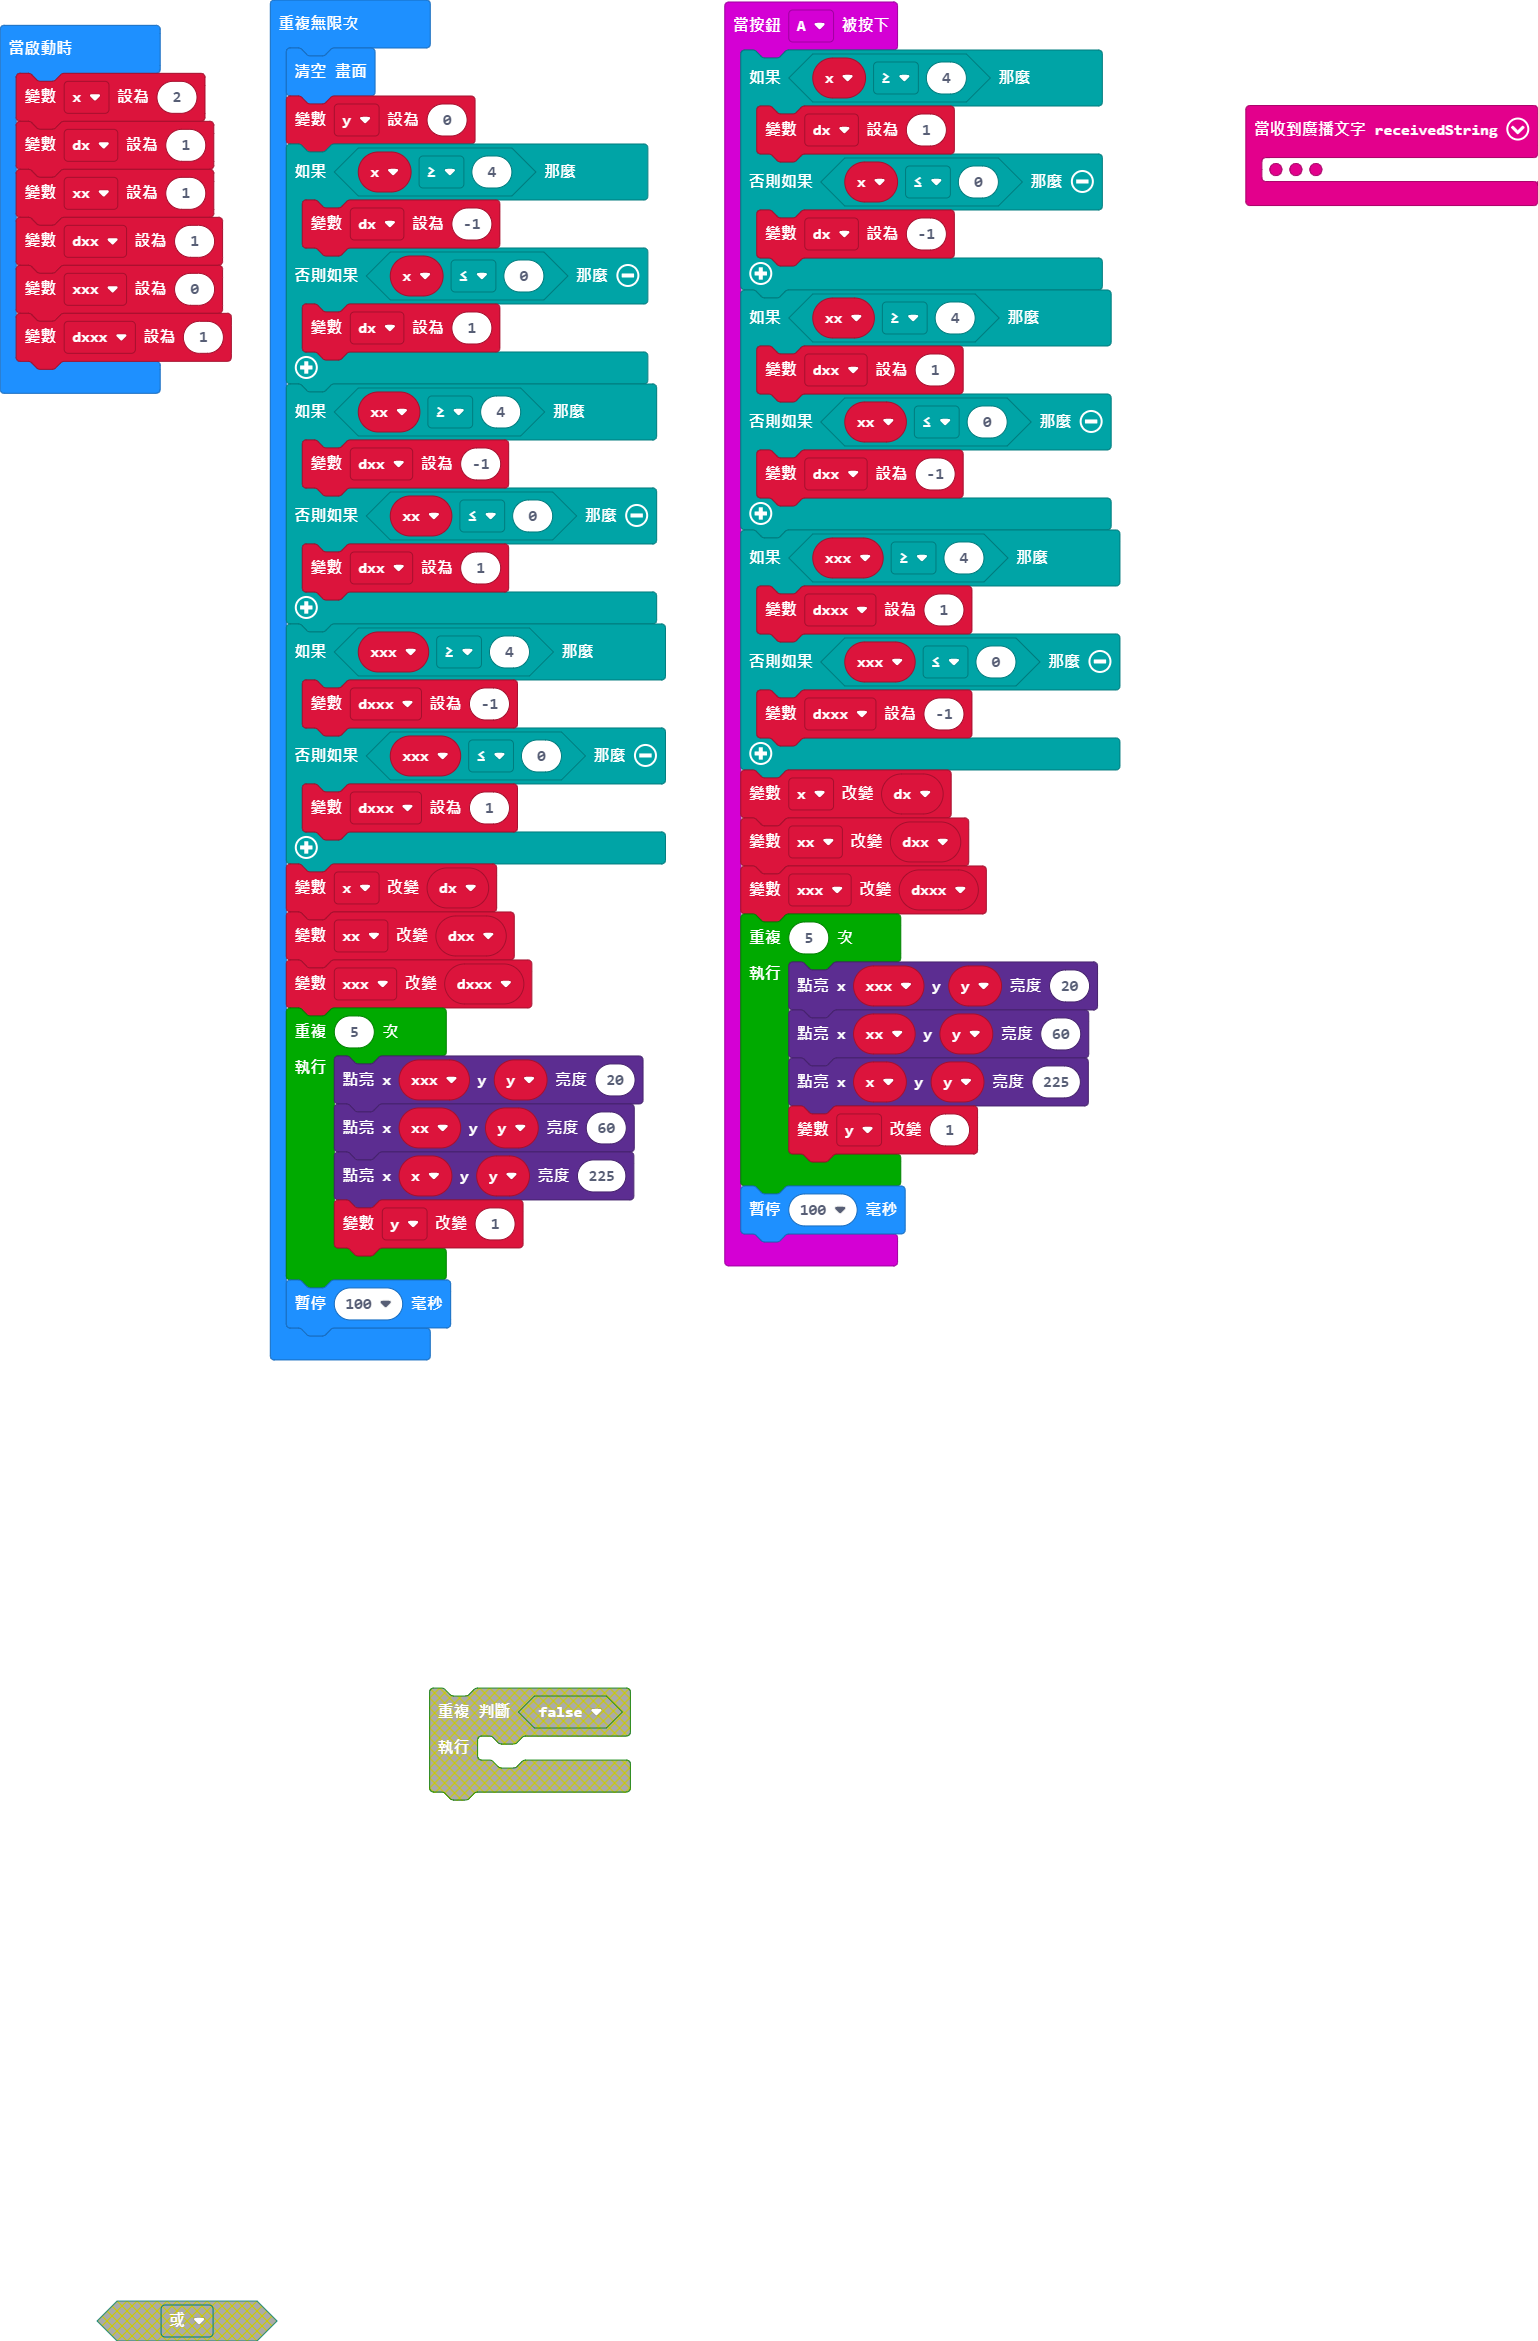 當啟動時
變數 x 設為 2
變數 dx 設為 1
變數 xx 設為 1
變數 dxx 設為 1
變數 xxx 設為 0
變數 dxxx 設為 1
重複無限次
清空 畫面
變數 y 設為 0
如果 x ≥ 4 那麼
變數 dx 設為 -1
否則如果 x ≤ 0 那麼
變數 dx 設為 1
如果 xx ≥ 4 那麼
變數 dxx 設為 -1
否則如果 xx ≤ 0 那麼
變數 dxx 設為 1
如果 xxx ≥ 4 那麼
變數 dxxx 設為 -1
否則如果 xxx ≤ 0 那麼
變數 dxxx 設為 1
變數 x 改變 dx
變數 xx 改變 dxx
變數 xxx 改變 dxxx
重複 5 次
執行
點亮 x xxx y y 亮度 20
點亮 x xx y y 亮度 60
點亮 x x y y 亮度 225
變數 y 改變 1
暫停 100 毫秒
當按鈕 A 被按下
如果 x ≥ 4 那麼
變數 dx 設為 1
否則如果 x ≤ 0 那麼
變數 dx 設為 -1
如果 xx ≥ 4 那麼
變數 dxx 設為 1
否則如果 xx ≤ 0 那麼
變數 dxx 設為 -1
如果 xxx ≥ 4 那麼
變數 dxxx 設為 1
否則如果 xxx ≤ 0 那麼
變數 dxxx 設為 -1
變數 x 改變 dx
變數 xx 改變 dxx
變數 xxx 改變 dxxx
重複 5 次
執行
點亮 x xxx y y 亮度 20
點亮 x xx y y 亮度 60
點亮 x x y y 亮度 225
變數 y 改變 1
暫停 100 毫秒
當收到廣播文字 receivedString
重複 判斷 false
執行
或